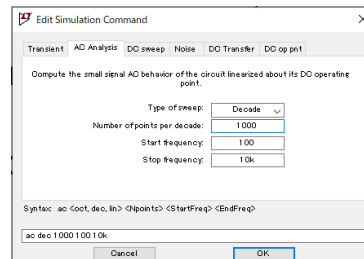 Edit Simulation Command
Transient AC Analysis DC sweep Noise DC Transfer DC op pnt
Compute the small signal AC behavior of the circuit linearized about its DC operating
point.
Type of sweep: Decade
Number of points per decade: 1000
Start frequency: 100
Stop frequency: 10k
Syntax: .ac <oct, dec, lin> <Npoints> <StartFreq> <EndFreq>
.ac dec 1000 100 10k
Cancel OK